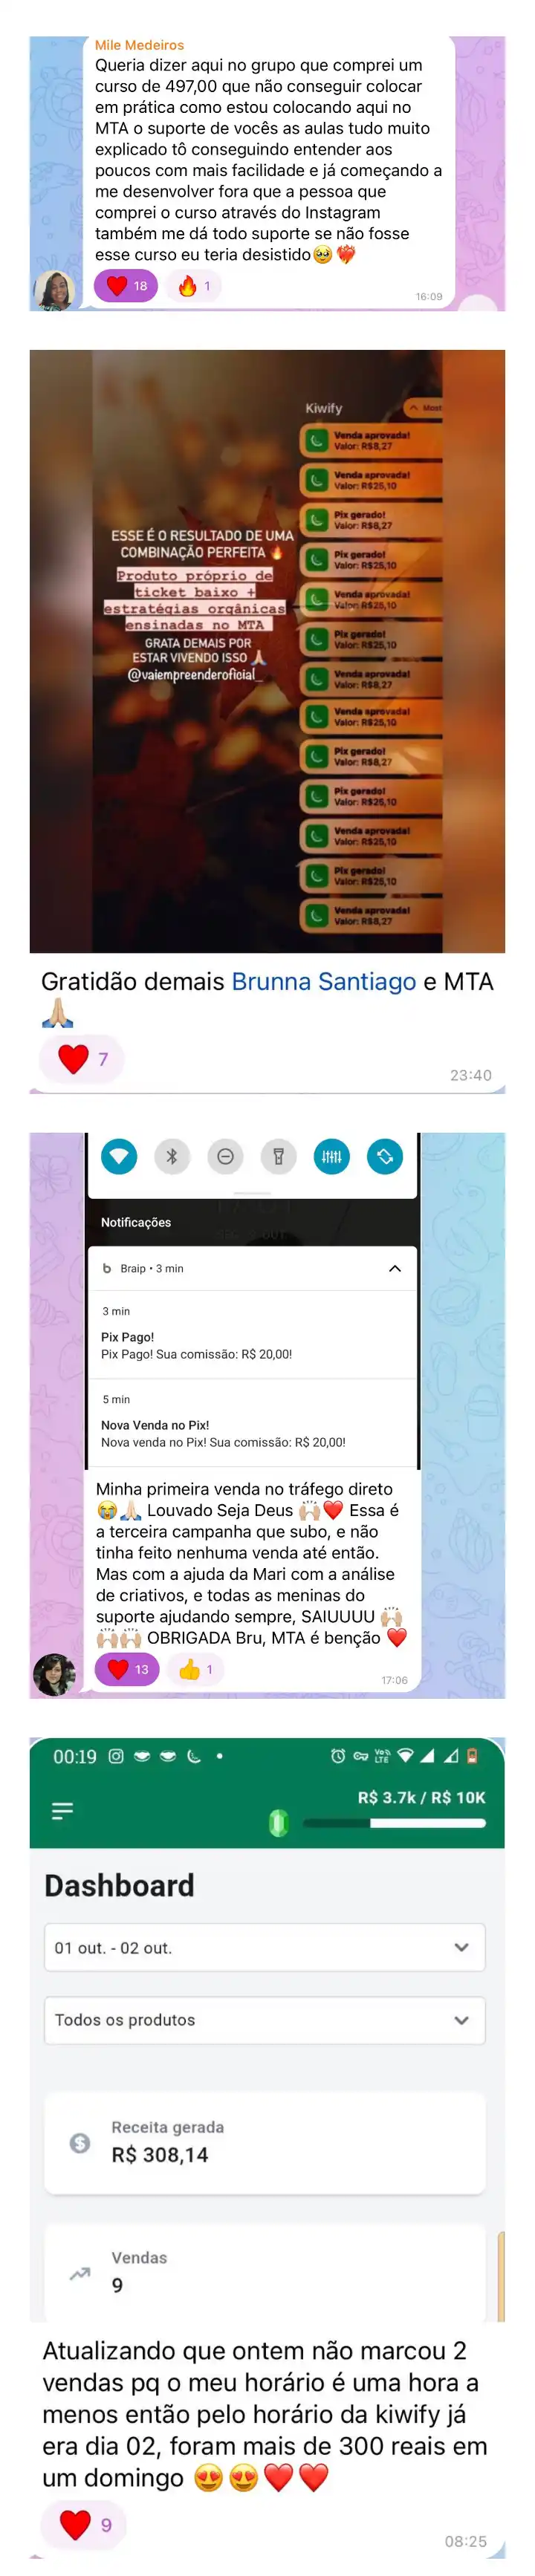 Mile Medeiros
Queria dizer aqui no grupo que comprei um
curso de 497,00 que não conseguir colocar
em prática como estou colocando aqui no
MTA o suporte de vocês as aulas tudo muito
explicado tô conseguindo entender aos
poucos com mais facilidade e já começando a
me desenvolver fora que a pessoa que
comprei o curso através do Instagram
também me dá todo suporte se não fosse
esse curso eu teria desistido🥹❤️‍🔥
❤️ 18 🔥 1
16:09
Kiwify
Most
Venda aprovada!
Valor: R$8,27
Venda aprovada!
Valor: R$25,10
Pix gerado!
Valor: R$8,27
Pix gerado!
Valor: R$25,10
Venda aprovada!
Valor: R$25,10
Pix gerado!
Valor: R$25,10
Venda aprovada!
Valor: R$8,27
Venda aprovada!
Valor: R$25,10
Pix gerado!
Valor: R$8,27
Pix gerado!
Valor: R$25,10
Venda aprovada!
Valor: R$25,10
Pix gerado!
Valor: R$25,10
Venda aprovada!
Valor: R$8,27
ESSE É O RESULTADO DE UMA
COMBINAÇÃO PERFEITA 🔥
Produto próprio de
ticket baixo +
estratégias orgânicas
ensinadas no MTA
GRATA DEMAIS POR
ESTAR VIVENDO ISSO 🙏🏻
@vaiempreenderoficial_
Gratidão demais Brunna Santiago e MTA
🙏🏼
❤️ 7
23:40
Notificações
Braip • 3 min
3 min
Pix Pago!
Pix Pago! Sua comissão: R$ 20,00!
5 min
Nova Venda no Pix!
Nova venda no Pix! Sua comissão: R$ 20,00!
Minha primeira venda no tráfego direto
😭🙏🏻 Louvado Seja Deus 🙌🏼❤️ Essa é
a terceira campanha que subo, e não
tinha feito nenhuma venda até então.
Mas com a ajuda da Mari com a análise
de criativos, e todas as meninas do
suporte ajudando sempre, SAIUUUU 🙌🏼
🙌🏼🙌🏼 OBRIGADA Bru, MTA é benção ❤️
❤️ 13 👍 1
17:06
00:19
Vo
LTE
R$ 3.7k / R$ 10K
Dashboard
01 out. - 02 out.
Todos os produtos
Receita gerada
R$ 308,14
Vendas
9
Atualizando que ontem não marcou 2
vendas pq o meu horário é uma hora a
menos então pelo horário da kiwify já
era dia 02, foram mais de 300 reais em
um domingo 😍😍❤️❤️
❤️ 9
08:25